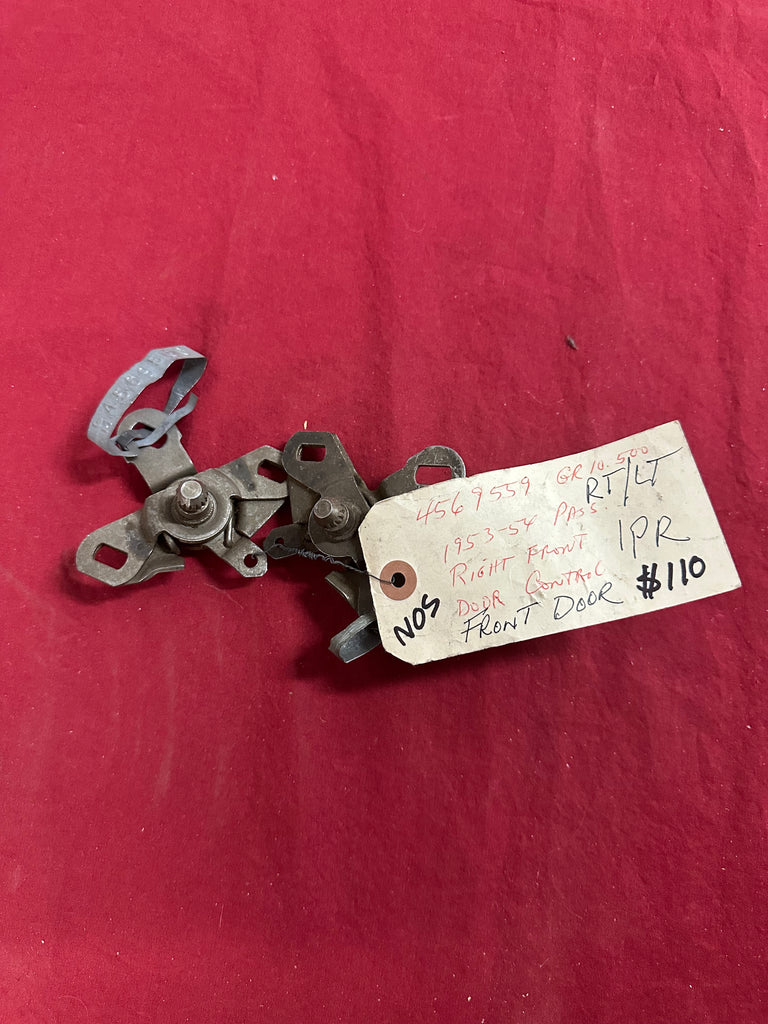 4569559 GR 10.500
RT/LT
1953-54 PASS.
1PR
RIGHT FRONT
DOOR CONTROL
$110
FRONT DOOR
NOS